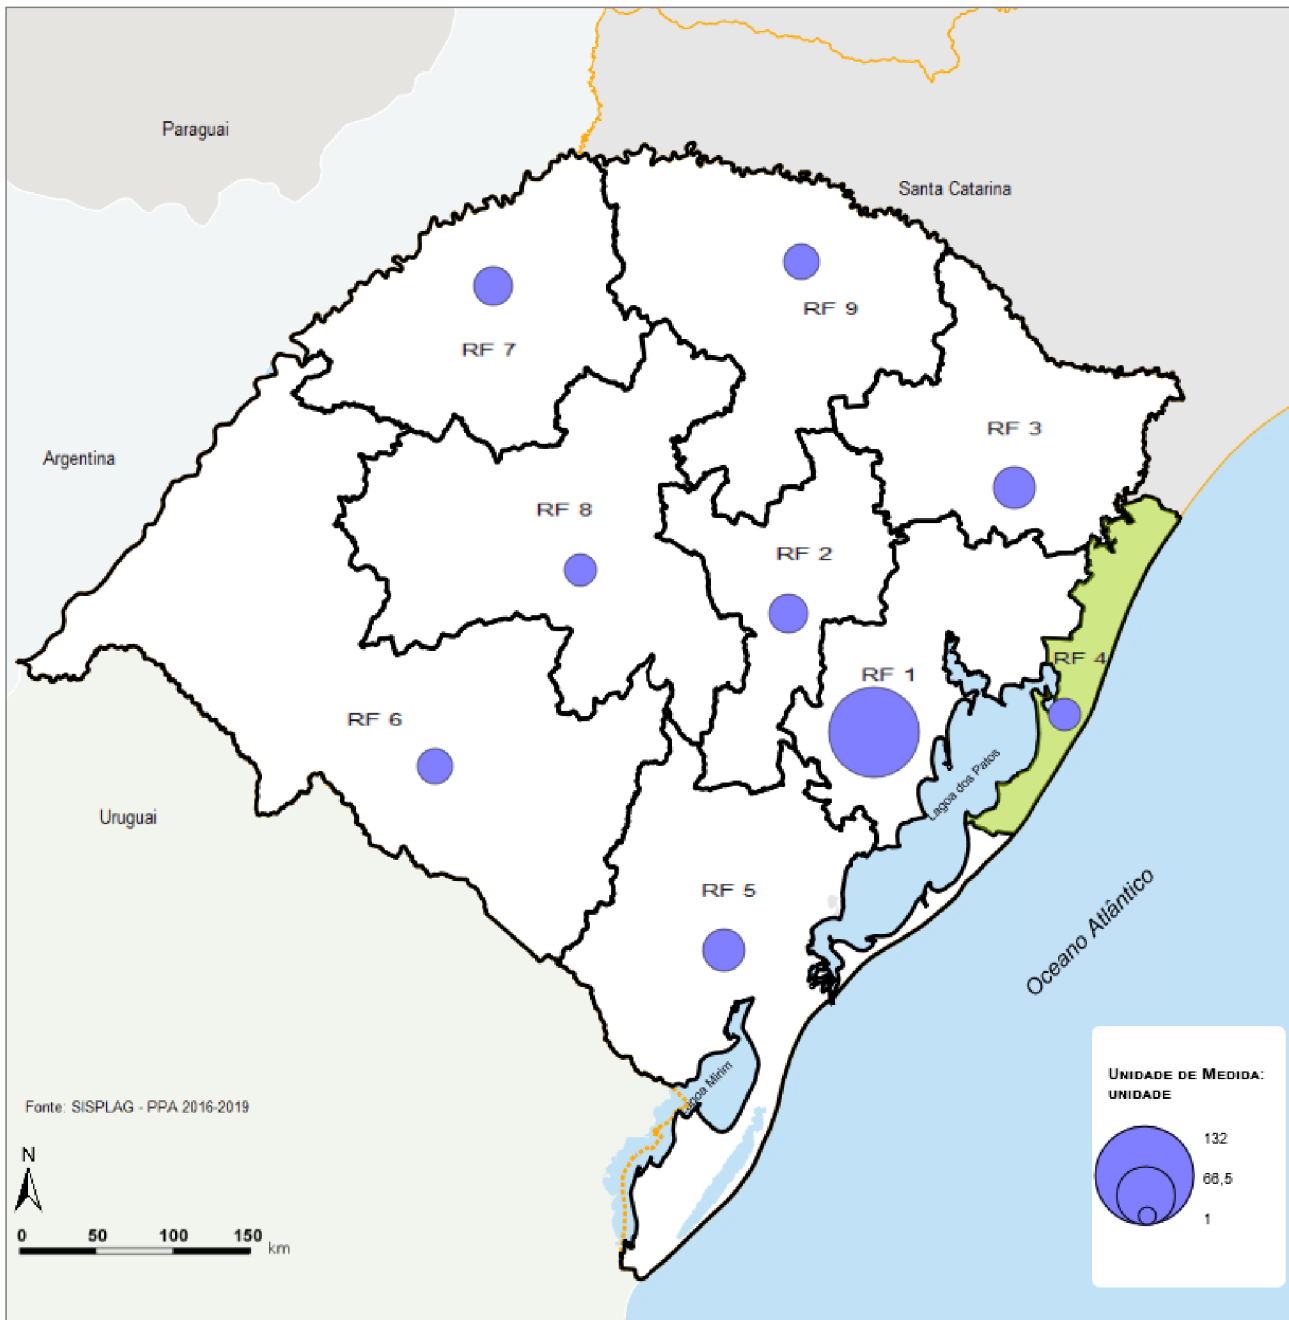 Paraguai
Santa Catarina
RF 9
RF 7
RF 3
Argentina
RF 8
RF 2
RF 4
RF 1
RF 6
Lagoa dos Patos
Uruguai
RF 5
Oceano Atlântico
Lagoa Mirim
UNIDADE DE MEDIDA:
UNIDADE
132
66,5
1
Fonte: SISPLAG - PPA 2016-2019
N
0 50 100 150 km